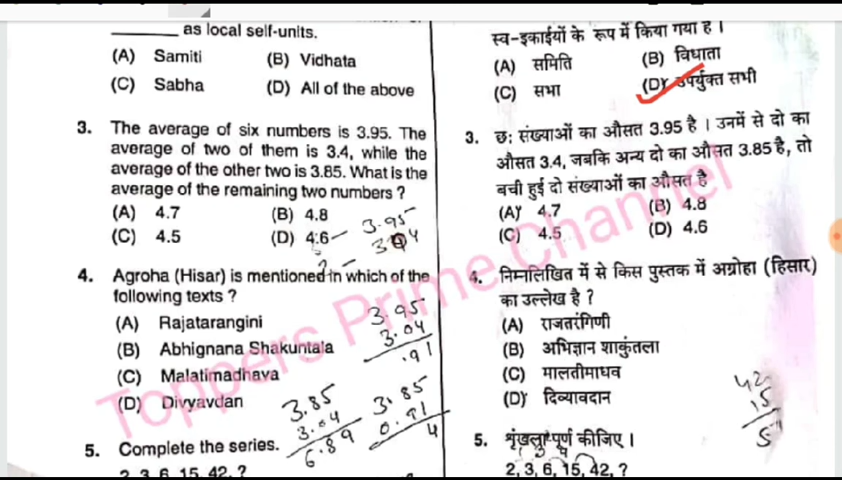 as local self-units.
(A) Samiti (B) Vidhata
(C) Sabha (D) All of the above
3. The average of six numbers is 3.95. The
average of two of them is 3.4, while the
average of the other two is 3.85. What is the
average of the remaining two numbers ?
(A) 4.7 (B) 4.8
(C) 4.5 (D) 4.6
4. Agroha (Hisar) is mentioned in which of the
following texts ?
(A) Rajatarangini
(B) Abhignana Shakuntala
(C) Malatimadhava
(D) Divyavdan
5. Complete the series.
2, 3, 6, 15, 42, ?
3.95
3.95
3.04
.91
3.85
3.04
6.89
3.85
0.91
4
स्व-इकाईयों के रूप में किया गया है ।
(A) समिति (B) विधाता
(C) सभा (D) उपर्युक्त सभी
3. छः संख्याओं का औसत 3.95 है । उनमें से दो का
औसत 3.4, जबकि अन्य दो का औसत 3.85 है, तो
बची हुई दो संख्याओं का औसत है
(A) 4.7 (B) 4.8
(C) 4.5 (D) 4.6
4. निम्नलिखित में से किस पुस्तक में अग्रोहा (हिसार)
का उल्लेख है ?
(A) राजतरंगिणी
(B) अभिज्ञान शाकुंतला
(C) मालतीमाधव
(D) दिव्यावदान
5. शृंखला पूर्ण कीजिए ।
2, 3, 6, 15, 42, ?
42
15
Toppers Prime Channel